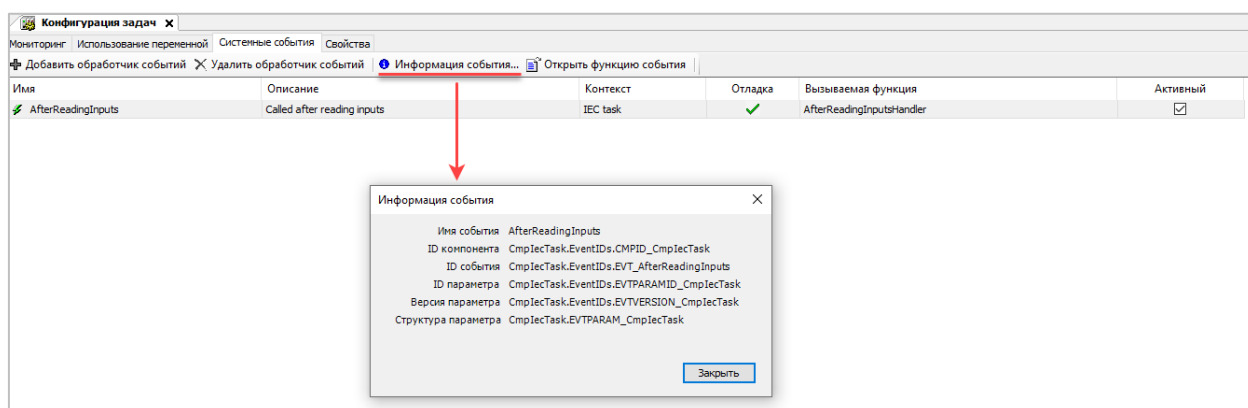 Конфигурация задач X
Мониторинг Использование переменной Системные события Свойства
Добавить обработчик событий Удалить обработчик событий Информация события... Открыть функцию события
Имя Описание Контекст Отладка Вызываемая функция Активный
AfterReadingInputs Called after reading inputs IEC task AfterReadingInputsHandler
Информация события
Имя события AfterReadingInputs
ID компонента CmpIecTask.EventIDs.CMPID_CmpIecTask
ID события CmpIecTask.EventIDs.EVT_AfterReadingInputs
ID параметра CmpIecTask.EventIDs.EVTPARAMID_CmpIecTask
Версия параметра CmpIecTask.EventIDs.EVTVERSION_CmpIecTask
Структура параметра CmpIecTask.EVTPARAM_CmpIecTask
Закрыть